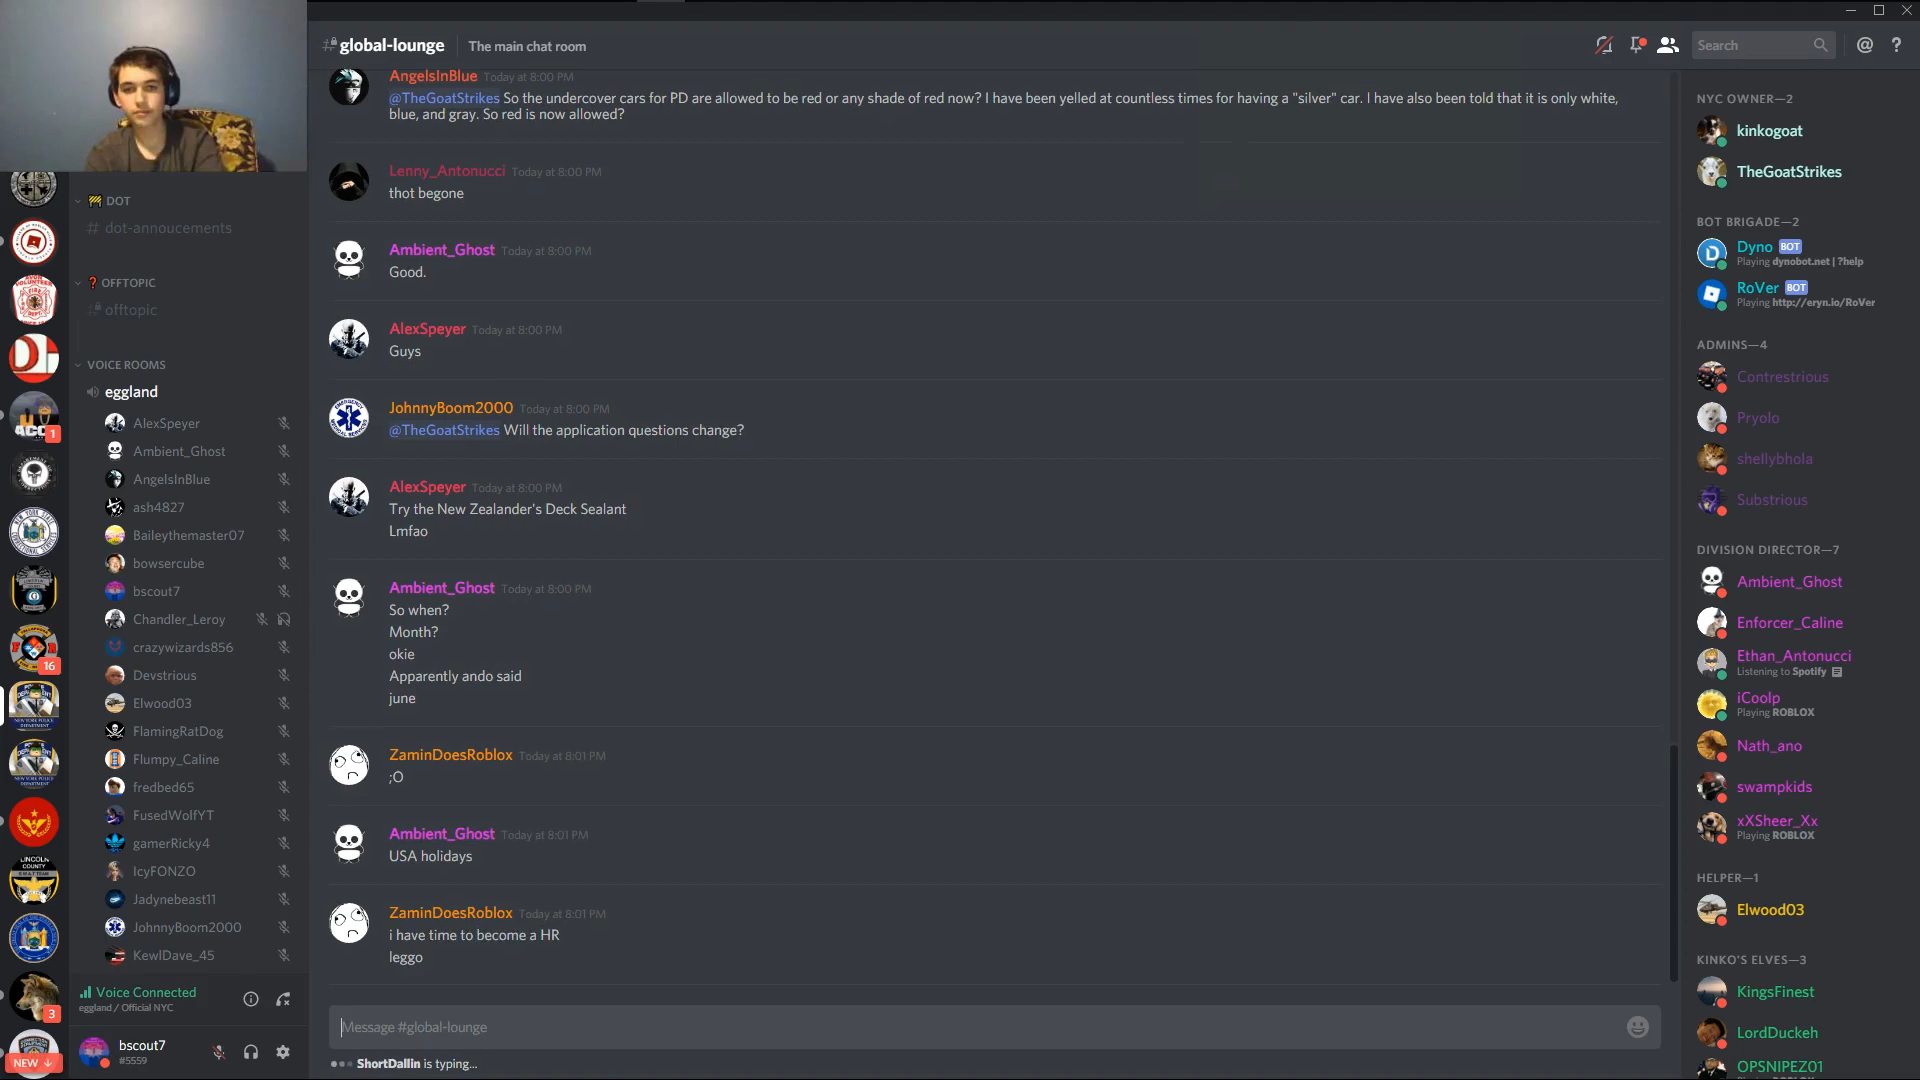 global-lounge
The main chat room
Search
AngelsInBlue Today at 8:00 PM
@TheGoatStrikes So the undercover cars for PD are allowed to be red or any shade of red now? I have been yelled at countless times for having a "silver" car. I have also been told that it is only white,
blue, and gray. So red is now allowed?
Lenny_Antonucci Today at 8:00 PM
thot begone
Ambient_Ghost Today at 8:00 PM
Good.
AlexSpeyer Today at 8:00 PM
Guys
JohnnyBoom2000 Today at 8:00 PM
@TheGoatStrikes Will the application questions change?
AlexSpeyer Today at 8:00 PM
Try the New Zealander's Deck Sealant
Lmfao
Ambient_Ghost Today at 8:00 PM
So when?
Month?
okie
Apparently ando said
june
ZaminDoesRoblox Today at 8:01 PM
;O
Ambient_Ghost Today at 8:01 PM
USA holidays
ZaminDoesRoblox Today at 8:01 PM
i have time to become a HR
leggo
Message #global-lounge
ShortDallin is typing...
DOT
# dot-annoucements
OFFTOPIC
offtopic
VOICE ROOMS
eggland
AlexSpeyer
Ambient_Ghost
AngelsInBlue
ash4827
Baileythemaster07
bowsercube
bscout7
Chandler_Leroy
crazywizards856
Devstrious
Elwood03
FlamingRatDog
Flumpy_Caline
fredbed65
FusedWolfYT
gamerRicky4
IcyFONZO
Jadynebeast11
JohnnyBoom2000
KewlDave_45
Voice Connected
eggland / Official NYC
bscout7
#5559
1
16
3
NEW
NYC OWNER—2
kinkogoat
TheGoatStrikes
BOT BRIGADE—2
Dyno BOT
Playing dynobot.net | ?help
RoVer BOT
Playing http://eryn.io/RoVer
ADMINS—4
Contrestrious
Pryolo
shellybhola
Substrious
DIVISION DIRECTOR—7
Ambient_Ghost
Enforcer_Caline
Ethan_Antonucci
Listening to Spotify
iCoolp
Playing ROBLOX
Nath_ano
swampkids
xXSheer_Xx
Playing ROBLOX
HELPER—1
Elwood03
KINKO'S ELVES—3
KingsFinest
LordDuckeh
OPSNIPEZ01